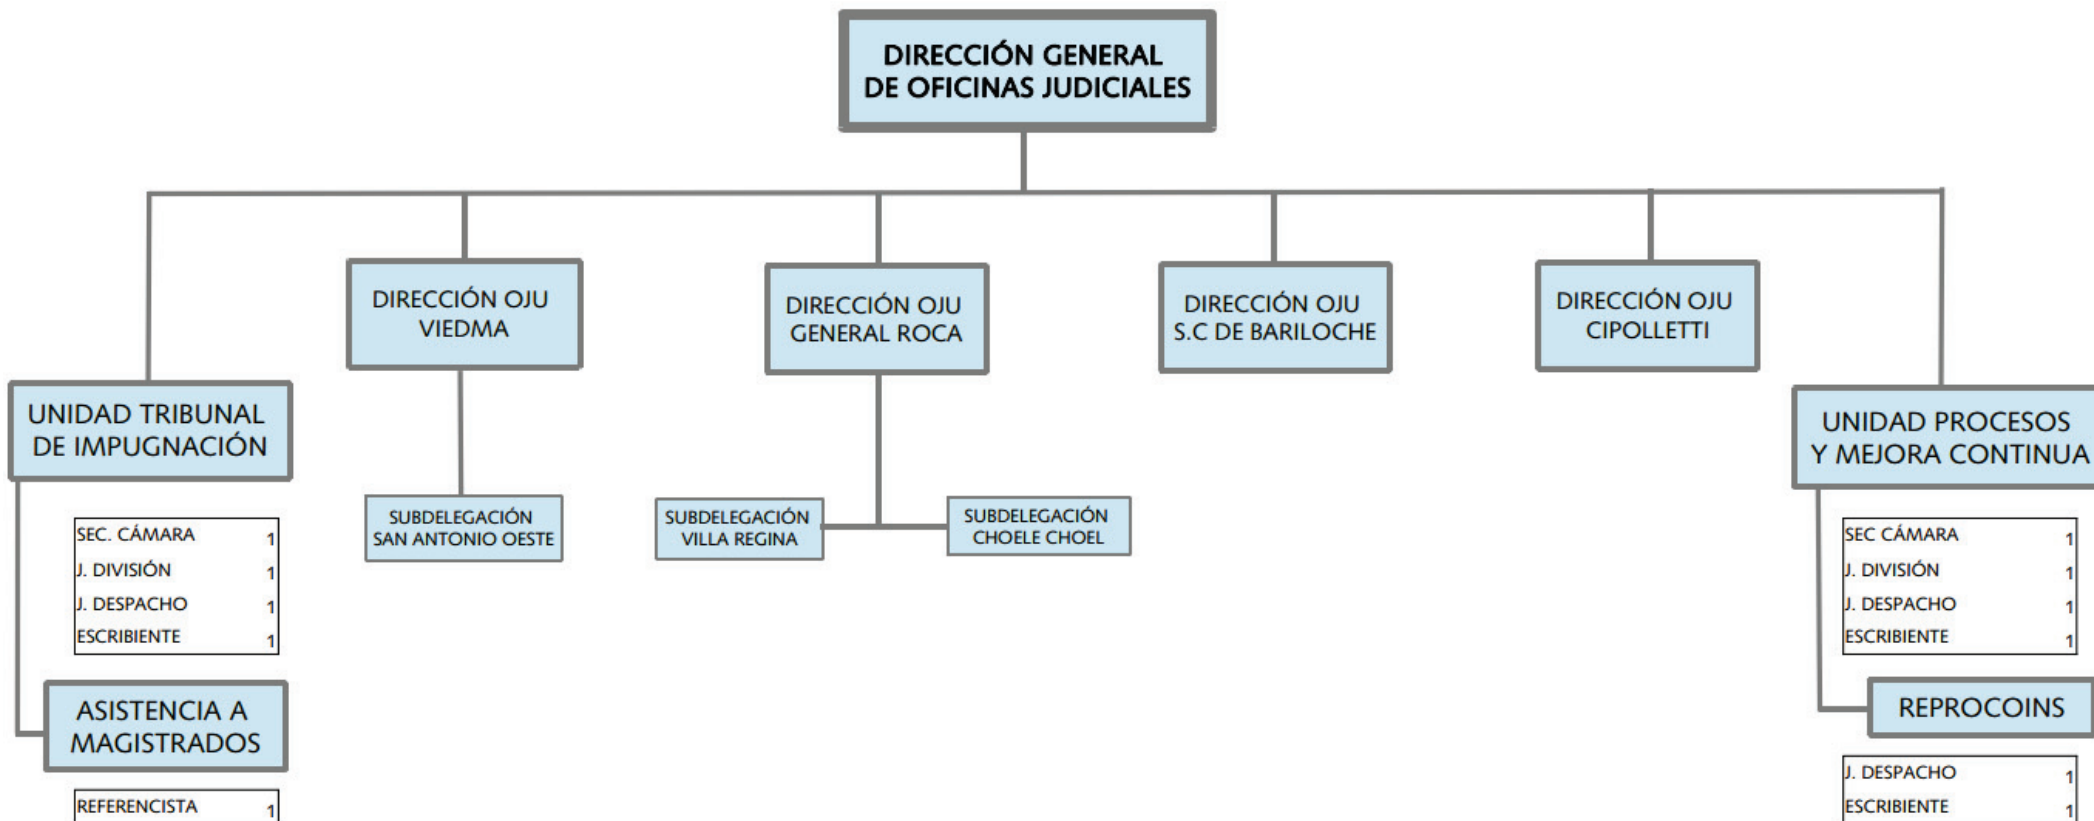 DIRECCIÓN GENERAL
DE OFICINAS JUDICIALES
DIRECCIÓN OJU
VIEDMA
DIRECCIÓN OJU
GENERAL ROCA
DIRECCIÓN OJU
S.C DE BARILOCHE
DIRECCIÓN OJU
CIPOLLETTI
UNIDAD TRIBUNAL
DE IMPUGNACIÓN
UNIDAD PROCESOS
Y MEJORA CONTINUA
SUBDELEGACIÓN
SAN ANTONIO OESTE
SUBDELEGACIÓN
VILLA REGINA
SUBDELEGACIÓN
CHOELE CHOEL
SEC. CÁMARA 1
J. DIVISIÓN 1
J. DESPACHO 1
ESCRIBIENTE 1
SEC CÁMARA 1
J. DIVISIÓN 1
J. DESPACHO 1
ESCRIBIENTE 1
ASISTENCIA A
MAGISTRADOS
REFERENCISTA 1
REPROCOINS
J. DESPACHO 1
ESCRIBIENTE 1